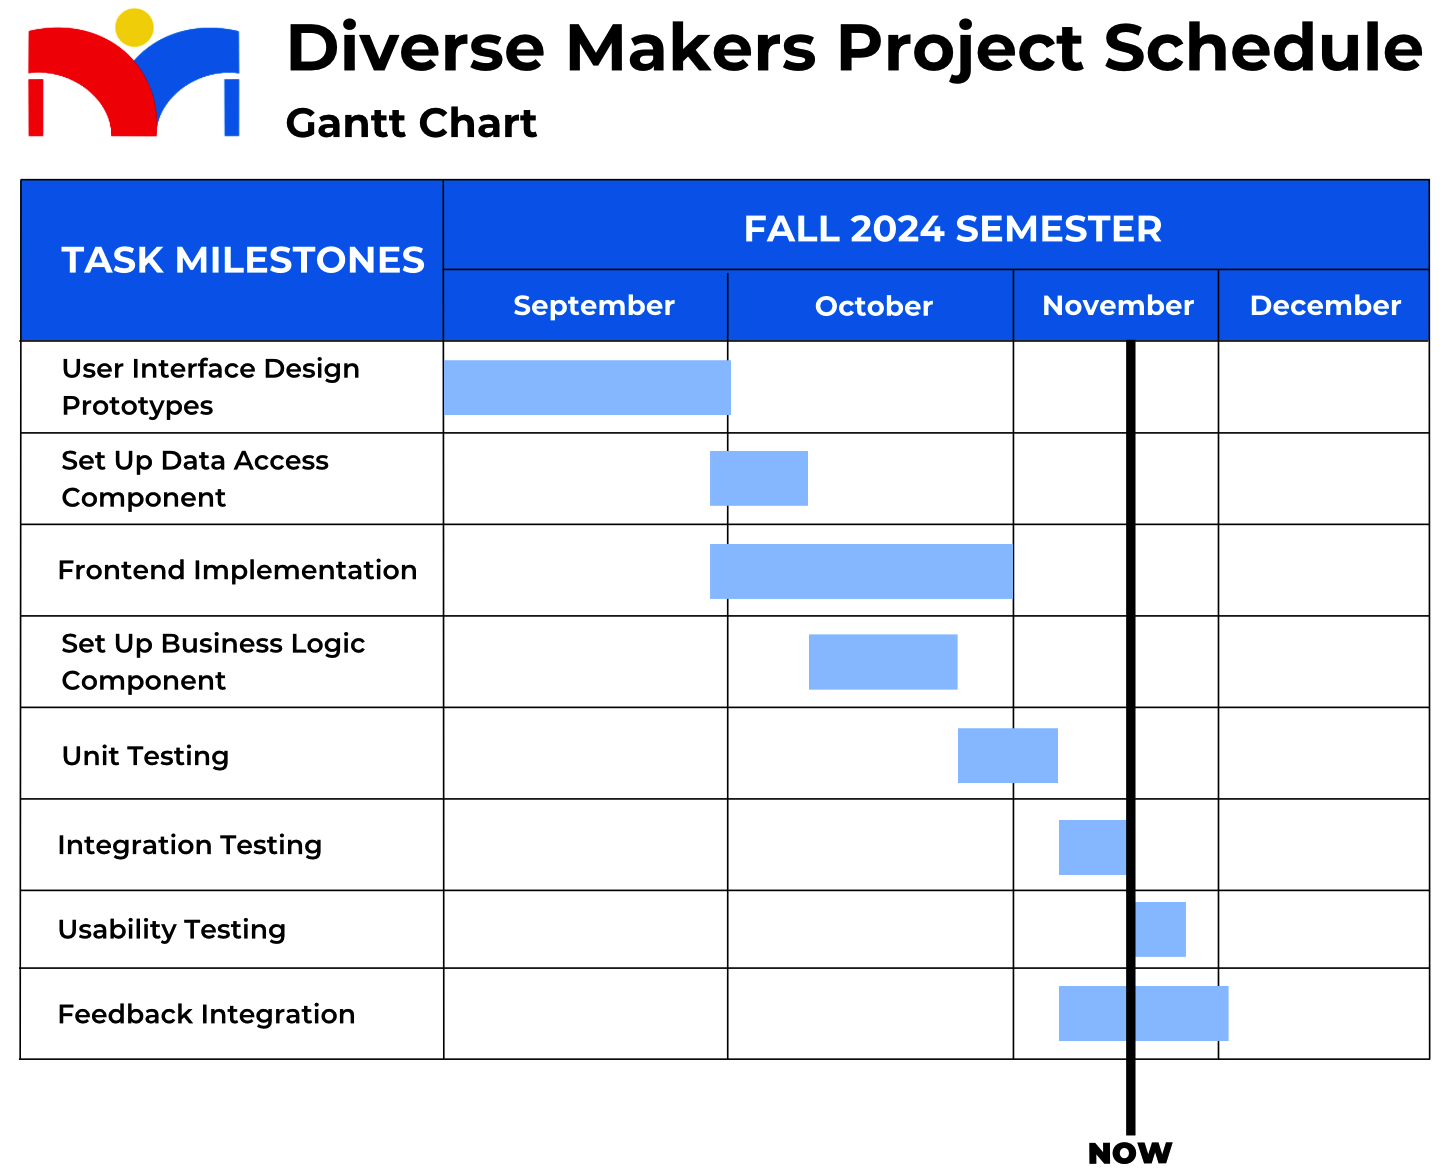 Diverse Makers Project Schedule
Gantt Chart
TASK MILESTONES
FALL 2024 SEMESTER
September
October
November
December
User Interface Design
Prototypes
Set Up Data Access
Component
Frontend Implementation
Set Up Business Logic
Component
Unit Testing
Integration Testing
Usability Testing
Feedback Integration
NOW